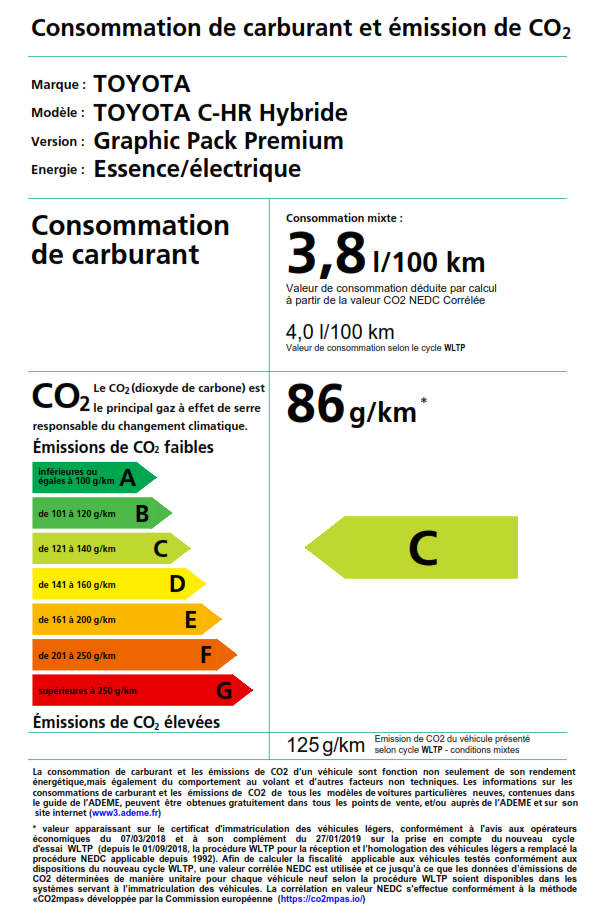 Consommation de carburant et émission de CO₂
Marque : TOYOTA
Modèle : TOYOTA C-HR Hybride
Version : Graphic Pack Premium
Energie : Essence/électrique
Consommation
de carburant
Consommation mixte :
3,8 l/100 km
Valeur de consommation déduite par calcul
à partir de la valeur CO2 NEDC Corrélée
4,0 l/100 km
Valeur de consommation selon le cycle WLTP
CO₂ Le CO₂ (dioxyde de carbone) est
le principal gaz à effet de serre
responsable du changement climatique.
86 g/km*
Émissions de CO₂ faibles
inférieures ou
égales à 100 g/km A
de 101 à 120 g/km B
de 121 à 140 g/km C
C
de 141 à 160 g/km D
de 161 à 200 g/km E
de 201 à 250 g/km F
supérieures à 250 g/km G
Émissions de CO₂ élevées
125 g/km
Emission de CO2 du véhicule présenté
selon cycle WLTP - conditions mixtes
La consommation de carburant et les émissions de CO2 d'un véhicule sont fonction non seulement de son rendement
énergétique,mais également du comportement au volant et d'autres facteurs non techniques. Les informations sur les
consommations de carburant et les émissions de CO2 de tous les modèles de voitures particulières neuves, contenues dans
le guide de l'ADEME, peuvent être obtenues gratuitement dans tous les points de vente, et/ou auprès de l'ADEME et sur son
site internet (www3.ademe.fr)
* valeur apparaissant sur le certificat d'immatriculation des véhicules légers, conformément à l'avis aux opérateurs
économiques du 07/03/2018 et à son complément du 27/01/2019 sur la prise en compte du nouveau cycle
d'essai WLTP (depuis le 01/09/2018, la procédure WLTP pour la réception et l'homologation des véhicules légers a remplacé la
procédure NEDC applicable depuis 1992). Afin de calculer la fiscalité applicable aux véhicules testés conformément aux
dispositions du nouveau cycle WLTP, une valeur corrélée NEDC est utilisée et ce jusqu'à ce que les données d'émissions de
CO2 déterminées de manière unitaire pour chaque véhicule neuf selon la procédure WLTP soient disponibles dans les
systèmes servant à l'immatriculation des véhicules. La corrélation en valeur NEDC s'effectue conformément à la méthode
«CO2mpas» développée par la Commission européenne (https://co2mpas.io/)